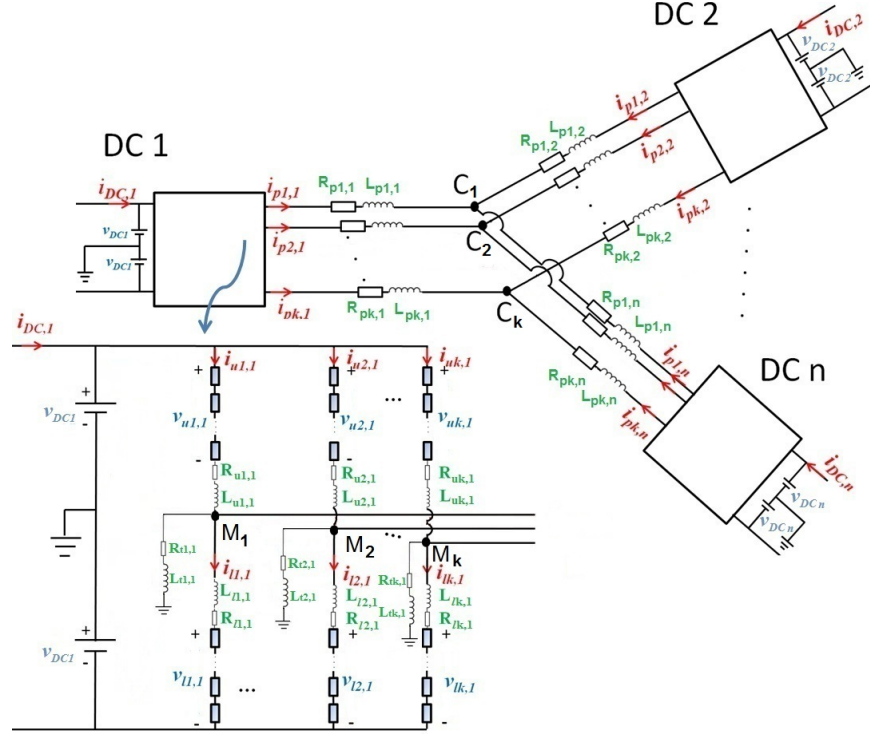 DC 2
i_DC,2
v_DC2
v_DC2
i_p1,2
L_p1,2
R_p1,2
i_p2,2
DC 1
i_DC,1
i_p1,1
R_p1,1 L_p1,1
C_1
v_DC1
i_p2,1
C_2
v_DC1
i_pk,2
L_pk,2
R_pk,2
i_pk,1
R_pk,1 L_pk,1
C_k
R_p1,n
L_p1,n
i_p1,n
R_pk,n
L_pk,n
i_pk,n
DC n
i_DC,n
v_DCn
v_DCn
i_DC,1
i_u1,1 i_u2,1 i_uk,1
+ + +
+
v_DC1
-
v_u1,1 v_u2,1 ... v_uk,1
- - -
R_u1,1 R_u2,1 R_uk,1
L_u1,1 L_u2,1 L_uk,1
M_1 M_2 ... M_k
R_t1,1 R_t2,1 R_tk,1
L_t1,1 L_t2,1 L_tk,1
i_l1,1 i_l2,1 i_lk,1
L_l1,1 L_l2,1 L_lk,1
R_l1,1 R_l2,1 R_lk,1
+ + +
+
v_DC1
-
v_l1,1 ... v_l2,1 v_lk,1
- - -